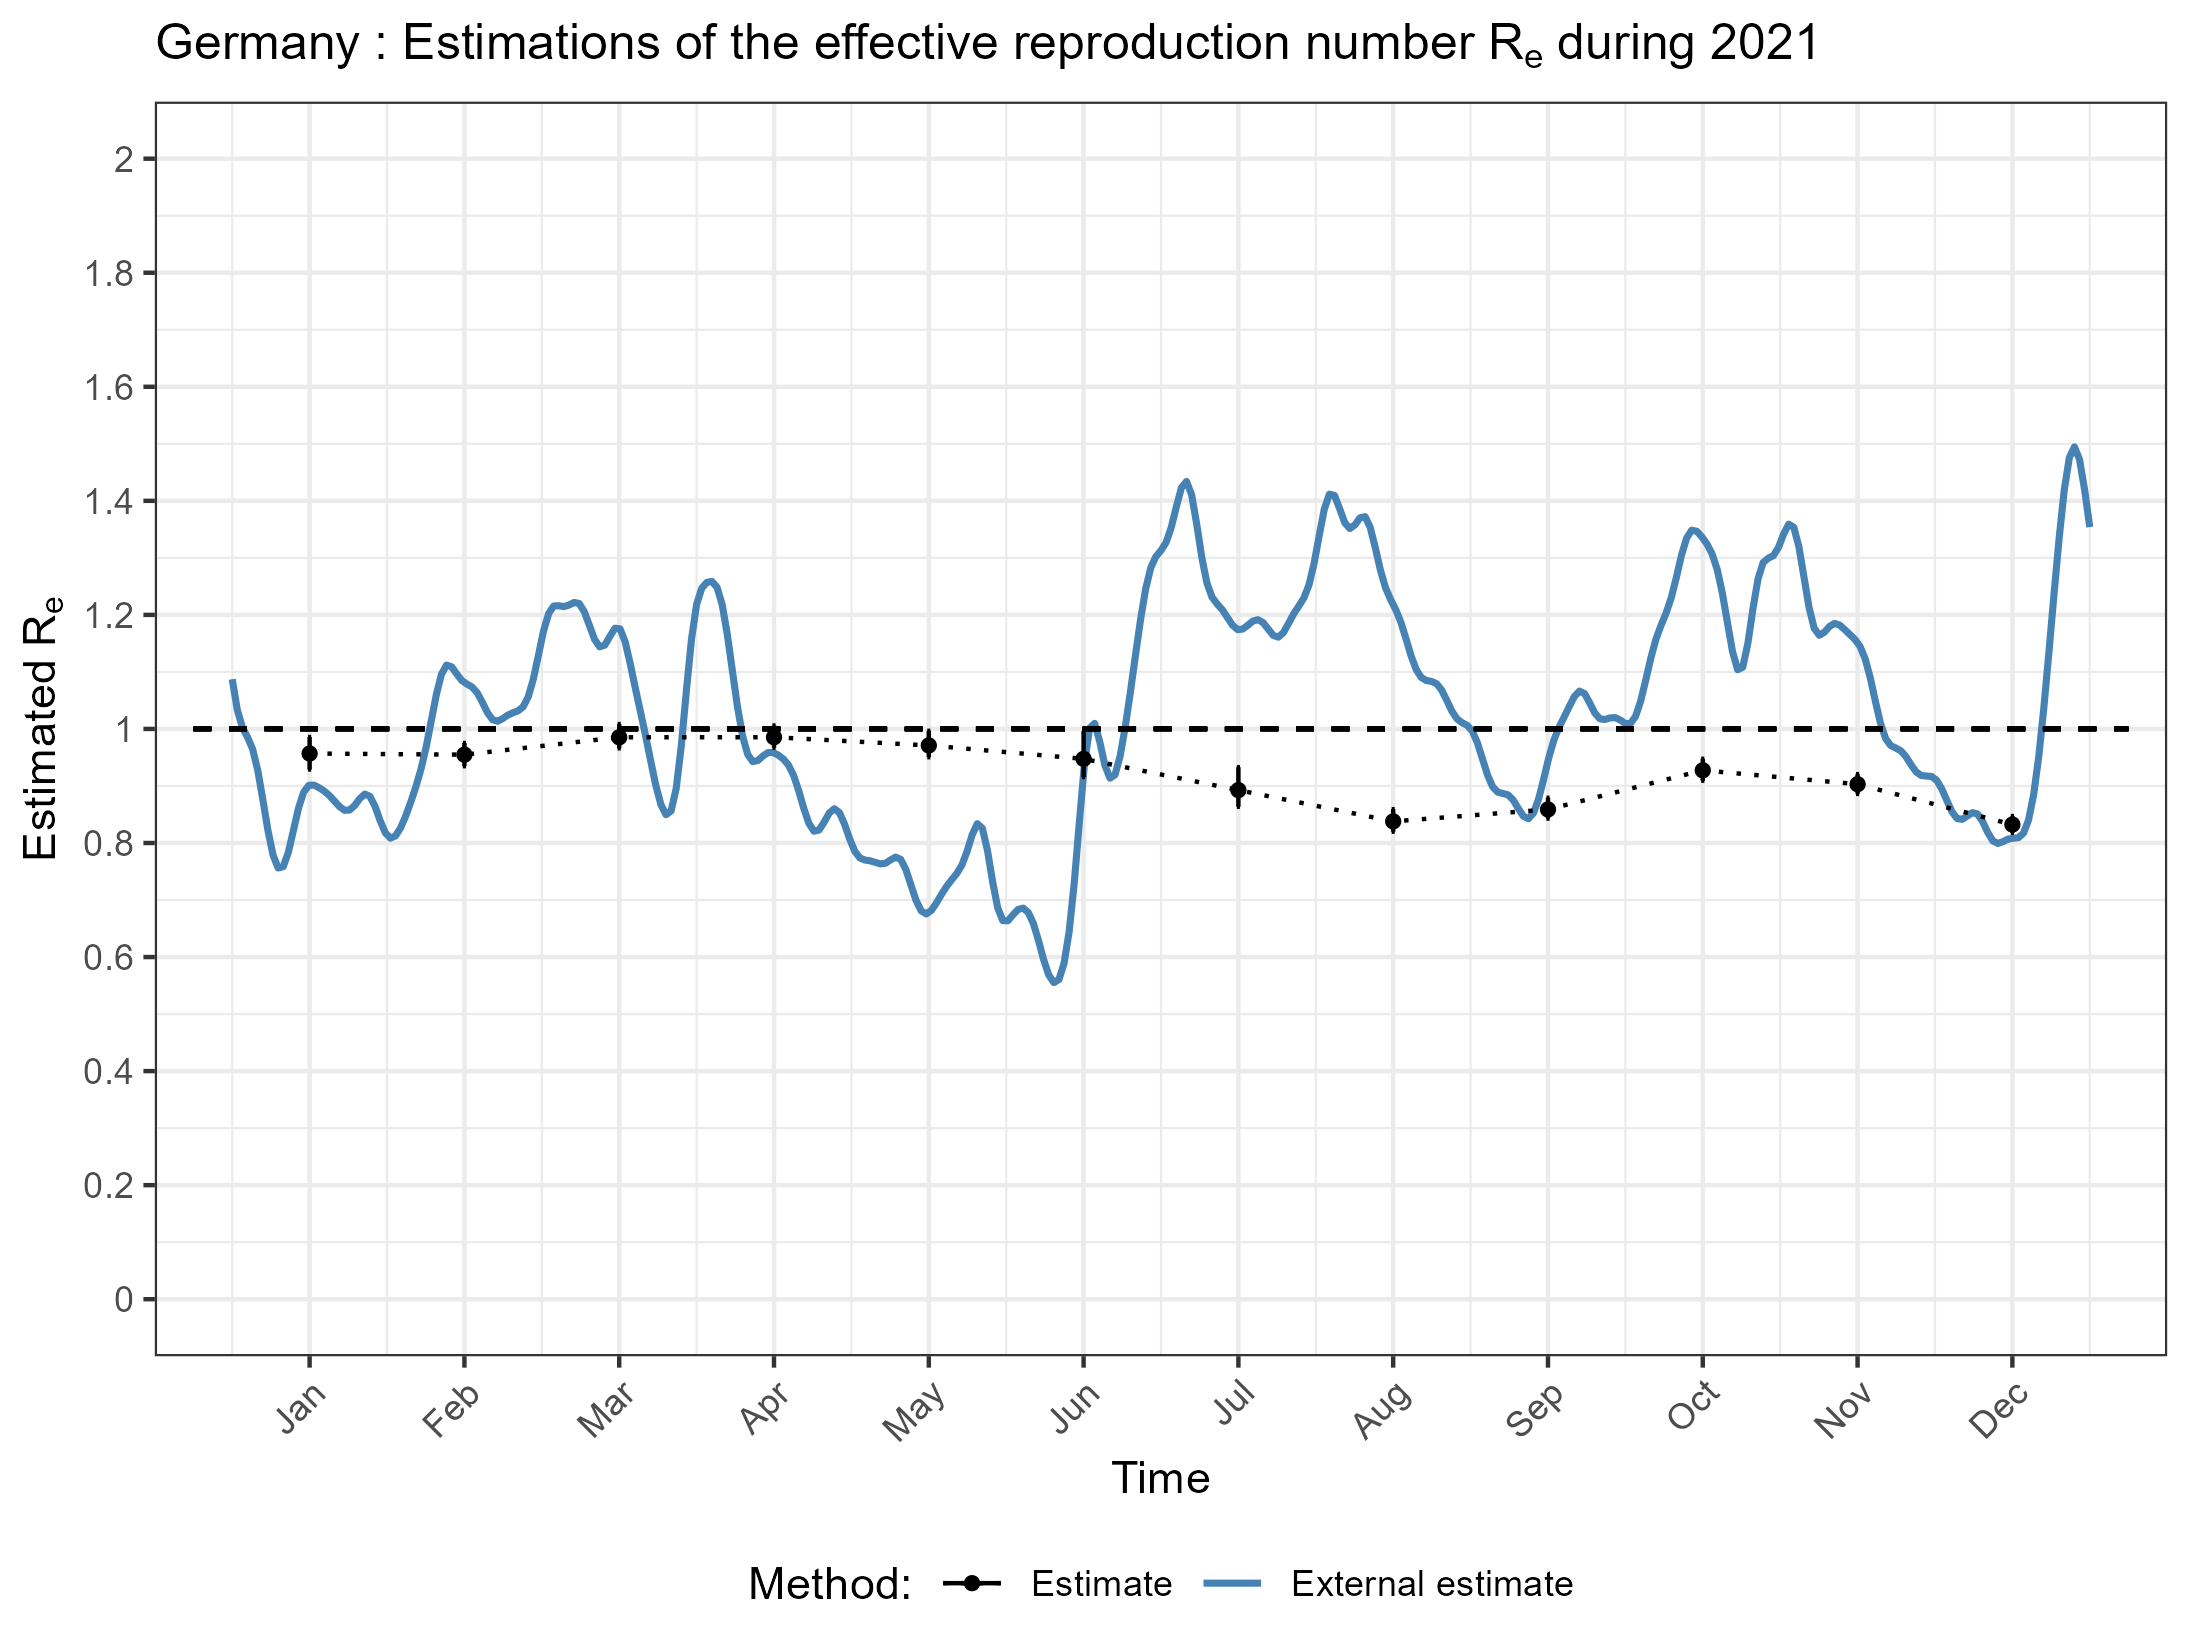 Germany : Estimations of the effective reproduction number Re during 2021
Estimated Re
2
1.8
1.6
1.4
1.2
1
0.8
0.6
0.4
0.2
0
Jan Feb Mar Apr May Jun Jul Aug Sep Oct Nov Dec
Time
Method: Estimate External estimate